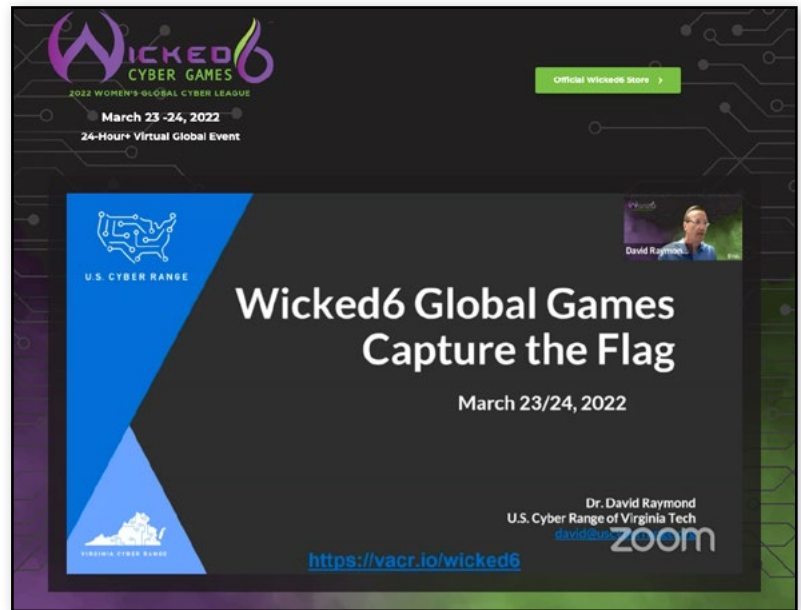 WICKED6
CYBER GAMES
2022 WOMEN'S GLOBAL CYBER LEAGUE
March 23 -24, 2022
24-Hour+ Virtual Global Event
Official Wicked6 Store >
U.S. CYBER RANGE
David Raymon...
Wicked6 Global Games
Capture the Flag
March 23/24, 2022
Dr. David Raymond
U.S. Cyber Range of Virginia Tech
zoom
VIRGINIA CYBER RANGE
https://vacr.io/wicked6